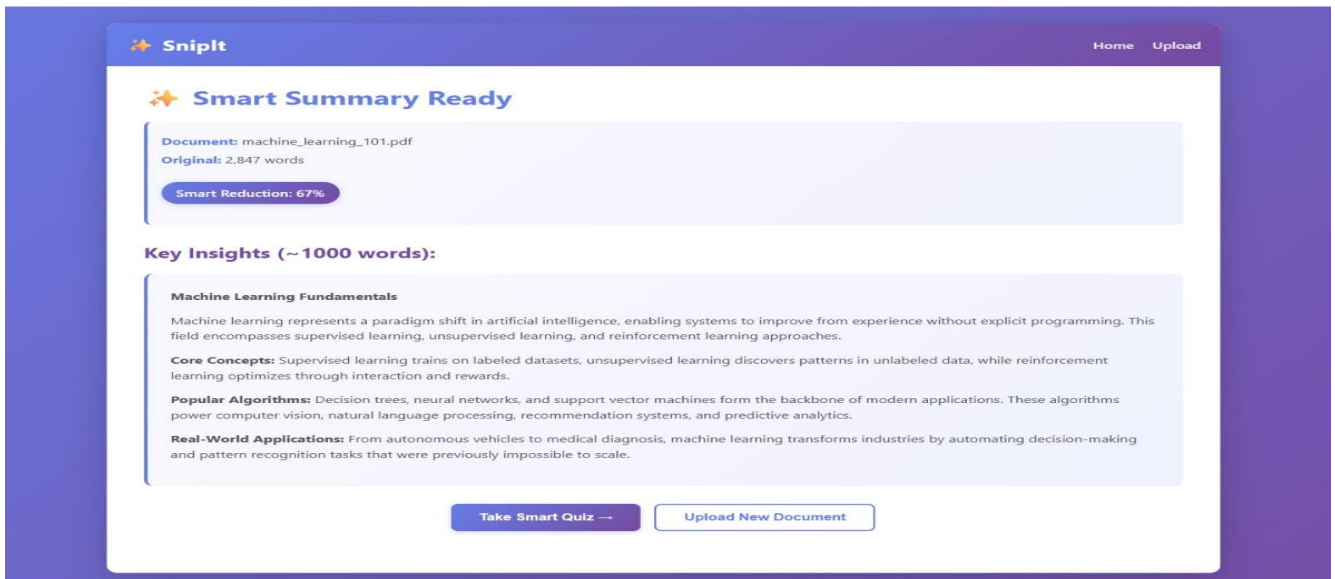 SnipIt
Home Upload
Smart Summary Ready
Document: machine_learning_101.pdf
Original: 2,847 words
Smart Reduction: 67%
Key Insights (~1000 words):
Machine Learning Fundamentals
Machine learning represents a paradigm shift in artificial intelligence, enabling systems to improve from experience without explicit programming. This
field encompasses supervised learning, unsupervised learning, and reinforcement learning approaches.
Core Concepts: Supervised learning trains on labeled datasets, unsupervised learning discovers patterns in unlabeled data, while reinforcement
learning optimizes through interaction and rewards.
Popular Algorithms: Decision trees, neural networks, and support vector machines form the backbone of modern applications. These algorithms
power computer vision, natural language processing, recommendation systems, and predictive analytics.
Real-World Applications: From autonomous vehicles to medical diagnosis, machine learning transforms industries by automating decision-making
and pattern recognition tasks that were previously impossible to scale.
Take Smart Quiz →
Upload New Document